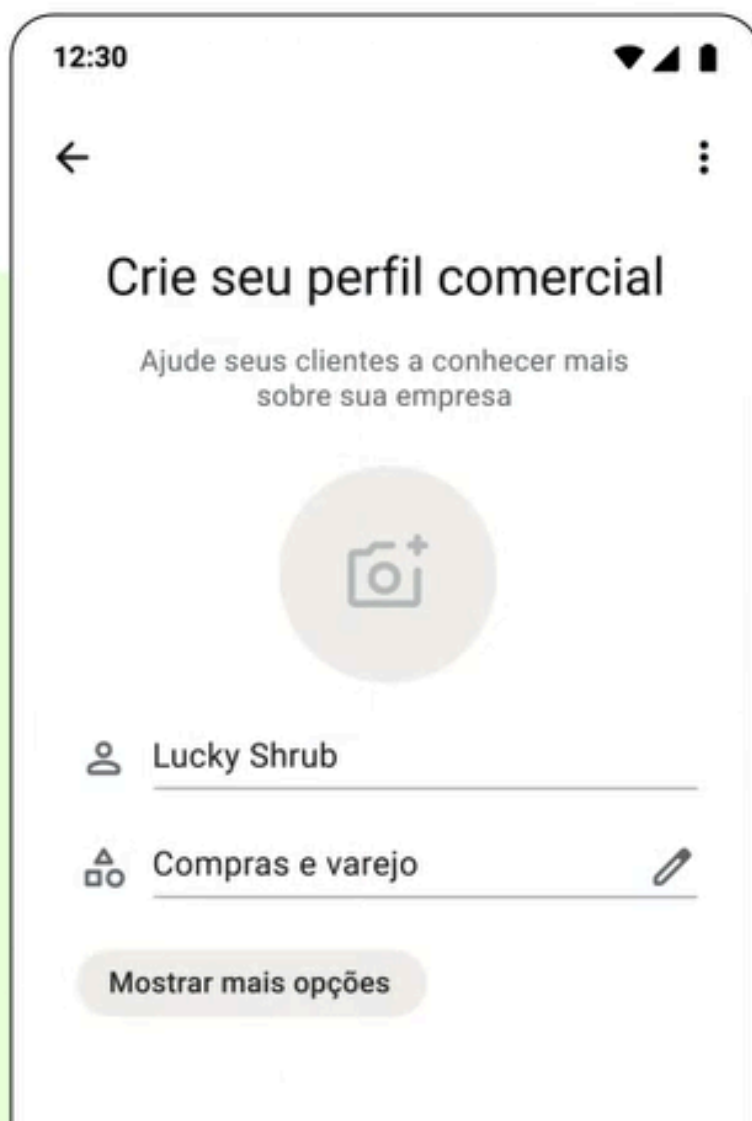 12:30
Crie seu perfil comercial
Ajude seus clientes a conhecer mais
sobre sua empresa
Lucky Shrub
Compras e varejo
Mostrar mais opções